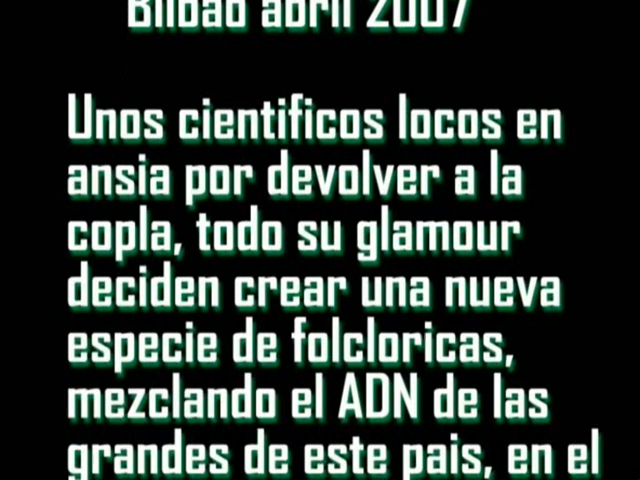 Bilbao abril 2007
Unos cientificos locos en
ansia por devolver a la
copla, todo su glamour
deciden crear una nueva
especie de folcloricas,
mezclando el ADN de las
grandes de este pais, en el